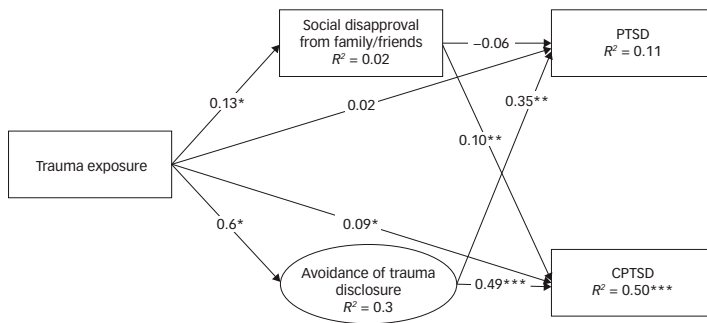 Social disapproval
from family/friends
R² = 0.02
−0.06
PTSD
R² = 0.11
0.13*
0.02
0.35**
Trauma exposure
0.10**
0.6*
0.09*
Avoidance of trauma
disclosure
R² = 0.3
0.49***
CPTSD
R² = 0.50***